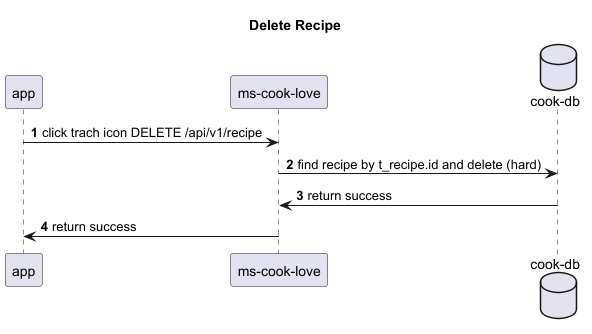 Delete Recipe
app
ms-cook-love
cook-db
1 click trach icon DELETE /api/v1/recipe
2 find recipe by t_recipe.id and delete (hard)
3 return success
4 return success
app
ms-cook-love
cook-db